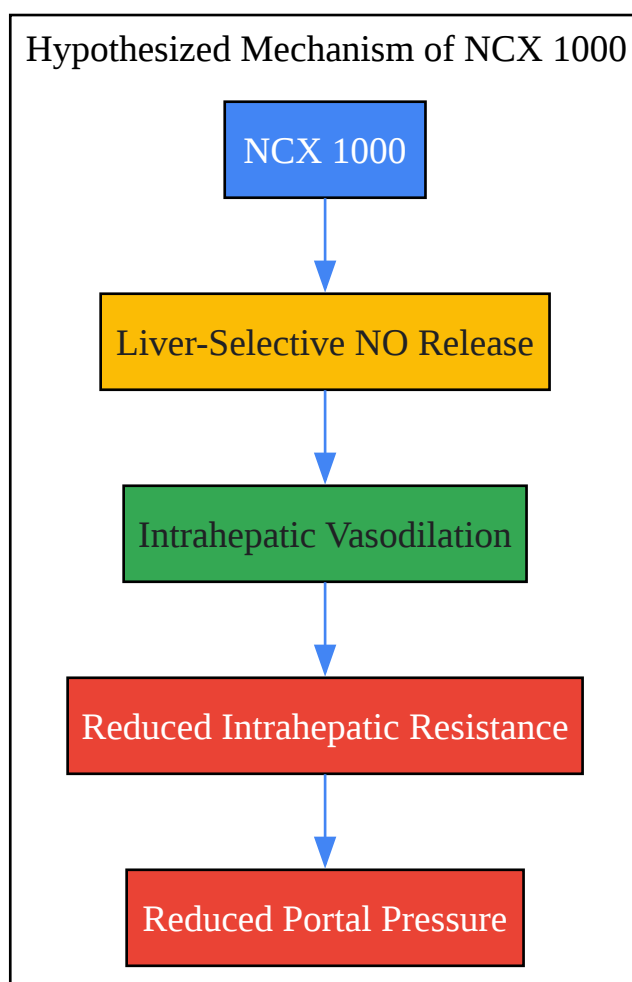 Hypothesized Mechanism of NCX 1000
NCX 1000
Liver-Selective NO Release
Intrahepatic Vasodilation
Reduced Intrahepatic Resistance
Reduced Portal Pressure